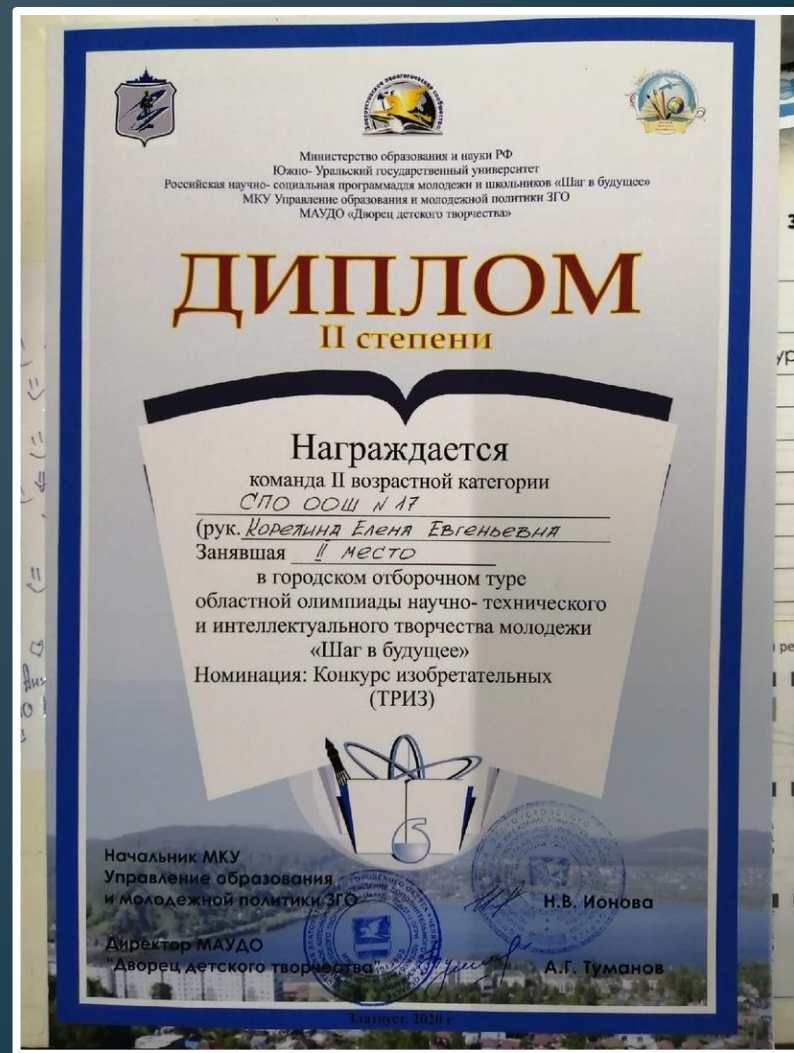 Златоустовское педагогическое сообщество
Министерство образования и науки РФ
Южно- Уральский государственный университет
Российская научно- социальная программадля молодежи и школьников «Шаг в будущее»
МКУ Управление образования и молодежной политики ЗГО
МАУДО «Дворец детского творчества»
ДИПЛОМ
II степени
Награждается
команда II возрастной категории
СПО ООШ N 17
(рук. Корелина Елена Евгеньевна
Занявшая II место
в городском отборочном туре
областной олимпиады научно- технического
и интеллектуального творчества молодежи
«Шаг в будущее»
Номинация: Конкурс изобретательных
(ТРИЗ)
Начальник МКУ
Управление образования
и молодежной политики ЗГО
Н.В. Ионова
Директор МАУДО
"Дворец детского творчества"
А.Г. Туманов
Златоуст, 2020 г